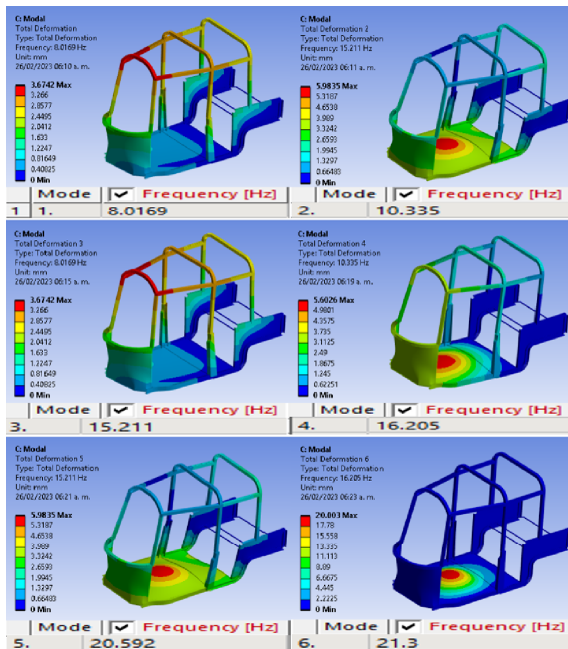 C: Modal
Total Deformation
Type: Total Deformation
Frequency: 8.0169 Hz
Unit: mm
26/02/2023 06:10 a. m.
3.6742 Max
3.266
2.8577
2.4495
2.0412
1.633
1.2247
0.81649
0.40825
0 Min
Mode Frequency [Hz]
1 1. 8.0169
C: Modal
Total Deformation 2
Type: Total Deformation
Frequency: 15.211 Hz
Unit: mm
26/02/2023 06:11 a. m.
5.9835 Max
5.3187
4.6538
3.989
3.3242
2.6593
1.9945
1.3297
0.66483
0 Min
Mode Frequency [Hz]
2. 10.335
C: Modal
Total Deformation 3
Type: Total Deformation
Frequency: 8.0169 Hz
Unit: mm
26/02/2023 06:15 a. m.
3.6742 Max
3.266
2.8577
2.4495
2.0412
1.633
1.2247
0.81649
0.40825
0 Min
Mode Frequency [Hz]
3. 15.211
C: Modal
Total Deformation 4
Type: Total Deformation
Frequency: 10.335 Hz
Unit: mm
26/02/2023 06:19 a. m.
5.6026 Max
4.9801
4.3575
3.735
3.1125
2.49
1.8675
1.245
0.62251
0 Min
Mode Frequency [Hz]
4. 16.205
C: Modal
Total Deformation 5
Type: Total Deformation
Frequency: 15.211 Hz
Unit: mm
26/02/2023 06:21 a. m.
5.9835 Max
5.3187
4.6538
3.989
3.3242
2.6593
1.9945
1.3297
0.66483
0 Min
Mode Frequency [Hz]
5. 20.592
C: Modal
Total Deformation 6
Type: Total Deformation
Frequency: 16.205 Hz
Unit: mm
26/02/2023 06:23 a. m.
20.003 Max
17.78
15.558
13.335
11.113
8.89
6.6675
4.445
2.2225
0 Min
Mode Frequency [Hz]
6. 21.3